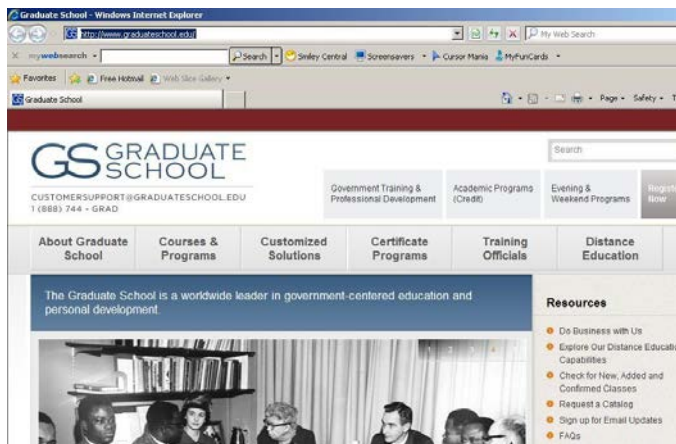 Graduate School - Windows Internet Explorer
http://www.graduateschool.edu/
My Web Search
mywebsearch
Search
Smiley Central
Screensavers
Cursor Mania
MyFunCards
Favorites
Free Hotmail
Web Slice Gallery
Graduate School
Page
Safety
GS GRADUATE
SCHOOL
Search
CUSTOMERSUPPORT@GRADUATESCHOOL.EDU
1 (888) 744 - GRAD
Government Training &
Professional Development
Academic Programs
(Credit)
Evening &
Weekend Programs
Register
Now
About Graduate
School
Courses &
Programs
Customized
Solutions
Certificate
Programs
Training
Officials
Distance
Education
The Graduate School is a worldwide leader in government-centered education and
personal development.
Resources
Do Business with Us
Explore Our Distance Educati
Capabilities
Check for New, Added and
Confirmed Classes
Request a Catalog
Sign up for Email Updates
FAQs